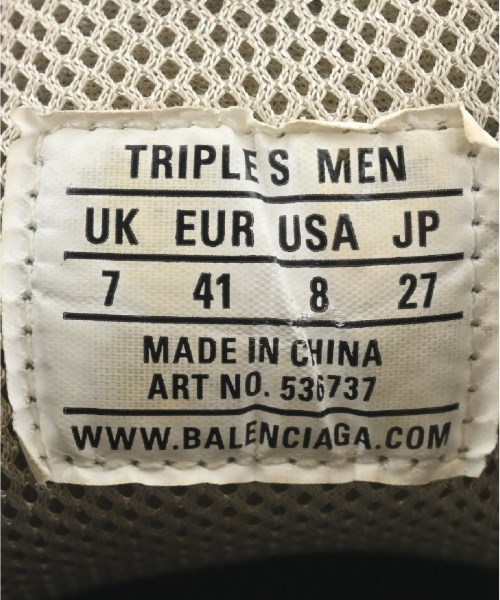 TRIPLE S MEN
UK EUR USA JP
7 41 8 27
MADE IN CHINA
ART NO. 536737
WWW.BALENCIAGA.COM